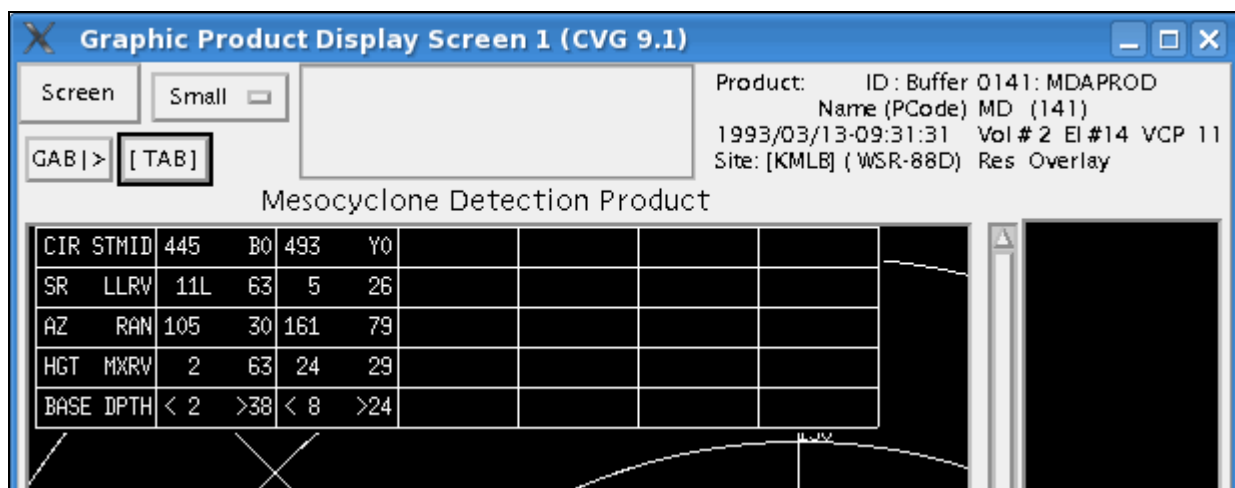 Graphic Product Display Screen 1 (CVG 9.1)
Screen Small
GAB|> [TAB]
Product: ID : Buffer 0141: MDAPROD
Name (PCode) MD (141)
1993/03/13-09:31:31 Vol # 2 El #14 VCP 11
Site: [KMLB] ( WSR-88D) Res Overlay
Mesocyclone Detection Product
CIR STMID 445 B0 493 Y0
SR LLRV 11L 63 5 26
AZ RAN 105 30 161 79
HGT MXRV 2 63 24 29
BASE DPTH < 2 >38 < 8 >24